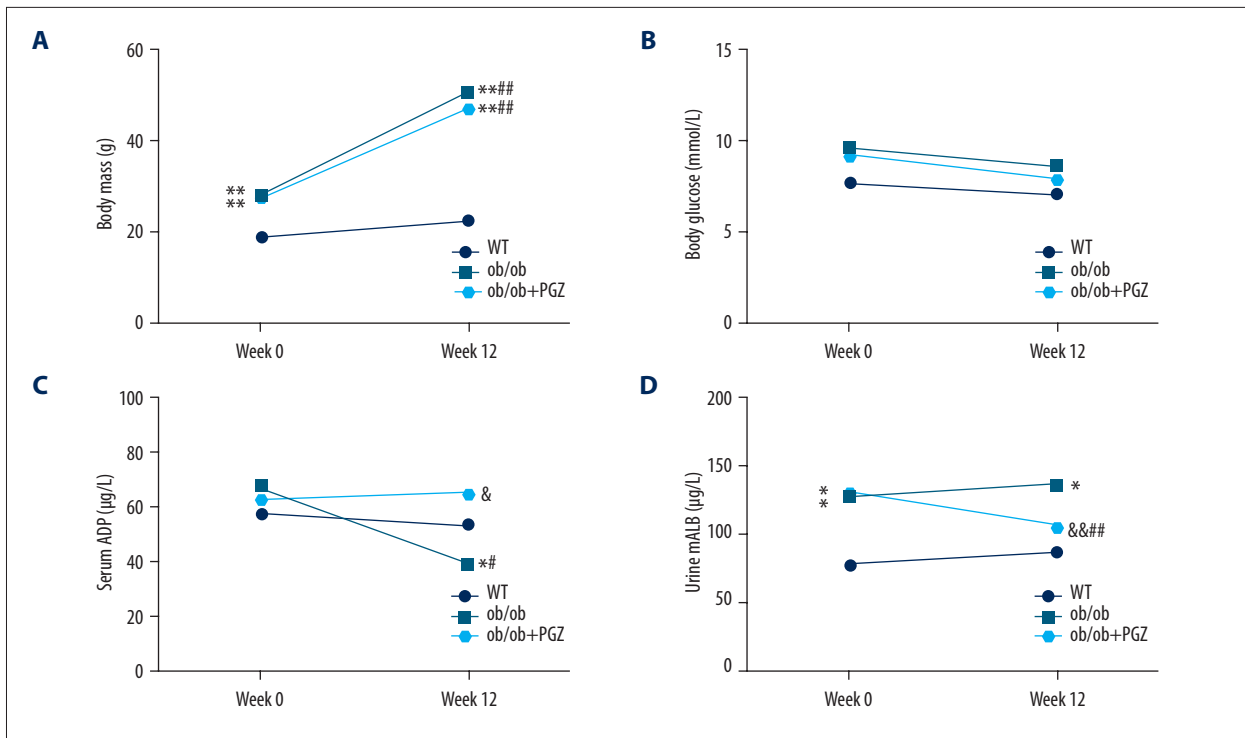 A
Body mass (g)
60
40
20
0
**
**
**##
**##
WT
ob/ob
ob/ob+PGZ
Week 0
Week 12
B
Body glucose (mmol/L)
15
10
5
0
WT
ob/ob
ob/ob+PGZ
Week 0
Week 12
C
Serum ADP (µg/L)
100
80
60
40
60
20
0
&
*#
WT
ob/ob
ob/ob+PGZ
Week 0
Week 12
D
Urine mALB (µg/L)
200
150
100
50
0
*
*
*
&&##
WT
ob/ob
ob/ob+PGZ
Week 0
Week 12